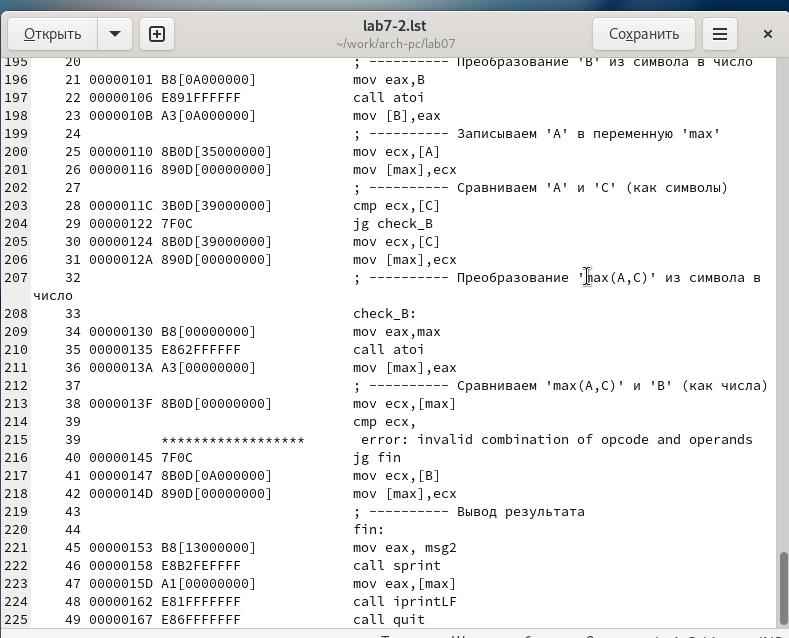 Открыть
lab7-2.lst
~/work/arch-pc/lab07
Сохранить
195 20 ; ---------- Преобразование 'B' из символа в число
196 21 00000101 B8[0A000000] mov eax,B
197 22 00000106 E891FFFFFF call atoi
198 23 0000010B A3[0A000000] mov [B],eax
199 24 ; ---------- Записываем 'A' в переменную 'max'
200 25 00000110 8B0D[35000000] mov ecx,[A]
201 26 00000116 890D[00000000] mov [max],ecx
202 27 ; ---------- Сравниваем 'A' и 'C' (как символы)
203 28 0000011C 3B0D[39000000] cmp ecx,[C]
204 29 00000122 7F0C jg check_B
205 30 00000124 8B0D[39000000] mov ecx,[C]
206 31 0000012A 890D[00000000] mov [max],ecx
207 32 ; ---------- Преобразование 'max(A,C)' из символа в
число
208 33 check_B:
209 34 00000130 B8[00000000] mov eax,max
210 35 00000135 E862FFFFFF call atoi
211 36 0000013A A3[00000000] mov [max],eax
212 37 ; ---------- Сравниваем 'max(A,C)' и 'B' (как числа)
213 38 0000013F 8B0D[00000000] mov ecx,[max]
214 39 cmp ecx,
215 39 ****************** error: invalid combination of opcode and operands
216 40 00000145 7F0C jg fin
217 41 00000147 8B0D[0A000000] mov ecx,[B]
218 42 0000014D 890D[00000000] mov [max],ecx
219 43 ; ---------- Вывод результата
220 44 fin:
221 45 00000153 B8[13000000] mov eax, msg2
222 46 00000158 E8B2FEFFFF call sprint
223 47 0000015D A1[00000000] mov eax,[max]
224 48 00000162 E81FFFFFFF call iprintLF
225 49 00000167 E86FFFFFFF call quit